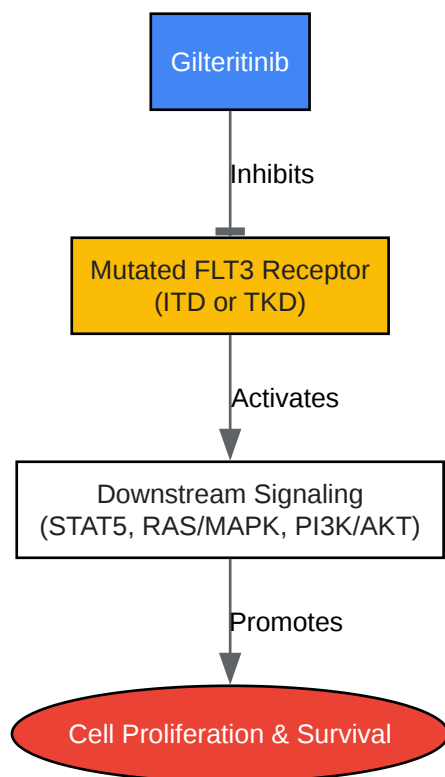 Gilteritinib
Inhibits
Mutated FLT3 Receptor
(ITD or TKD)
Activates
Downstream Signaling
(STAT5, RAS/MAPK, PI3K/AKT)
Promotes
Cell Proliferation & Survival